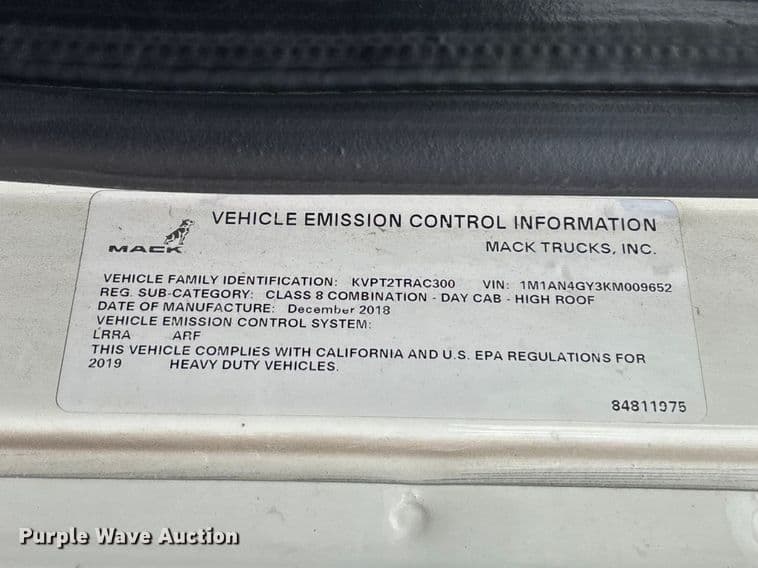 VEHICLE EMISSION CONTROL INFORMATION
MACK
MACK TRUCKS, INC.
VEHICLE FAMILY IDENTIFICATION: KVPT2TRAC300 VIN: 1M1AN4GY3KM009652
REG. SUB-CATEGORY: CLASS 8 COMBINATION - DAY CAB - HIGH ROOF
DATE OF MANUFACTURE: December 2018
VEHICLE EMISSION CONTROL SYSTEM:
LRRA ARF
THIS VEHICLE COMPLIES WITH CALIFORNIA AND U.S. EPA REGULATIONS FOR
2019 HEAVY DUTY VEHICLES.
84811975
Purple Wave Auction